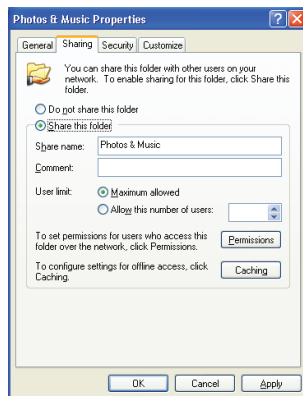 Photos & Music Properties
General Sharing Security Customize
You can share this folder with other users on your
network. To enable sharing for this folder, click Share this
folder.
Do not share this folder
Share this folder
Share name: Photos & Music
Comment:
User limit: Maximum allowed
Allow this number of users:
To set permissions for users who access this
folder over the network, click Permissions.
Permissions
To configure settings for offline access, click
Caching.
Caching
OK Cancel Apply